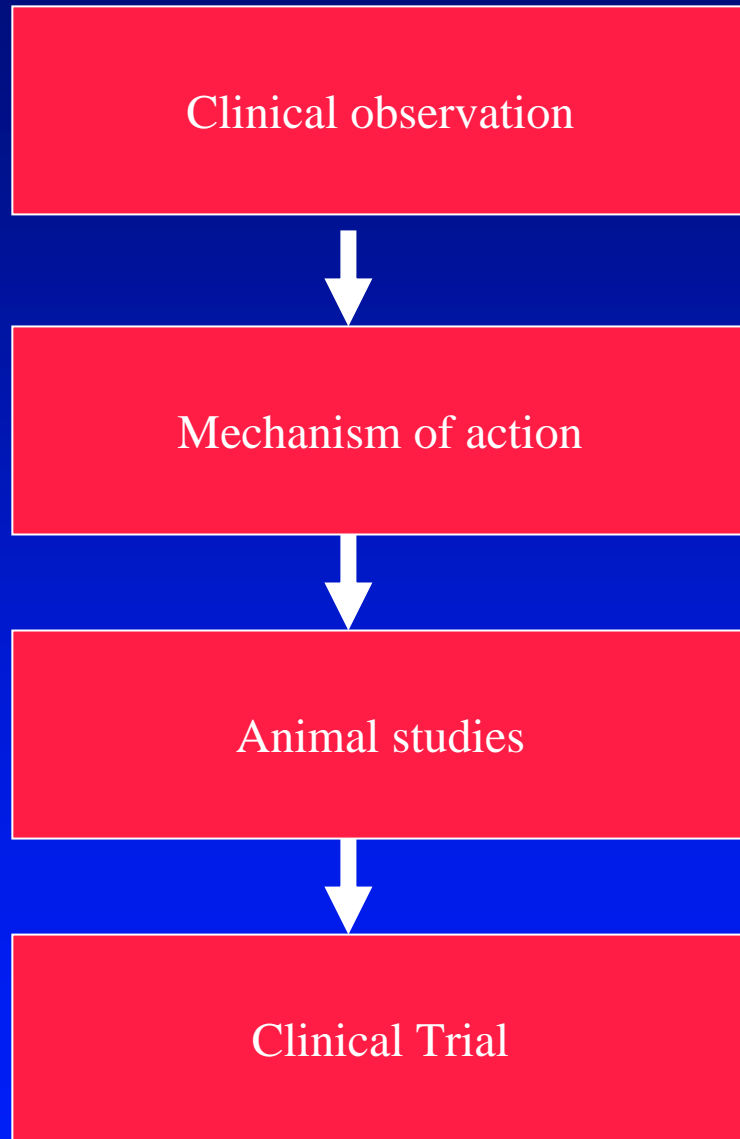 Clinical observation
Mechanism of action
Animal studies
Clinical Trial